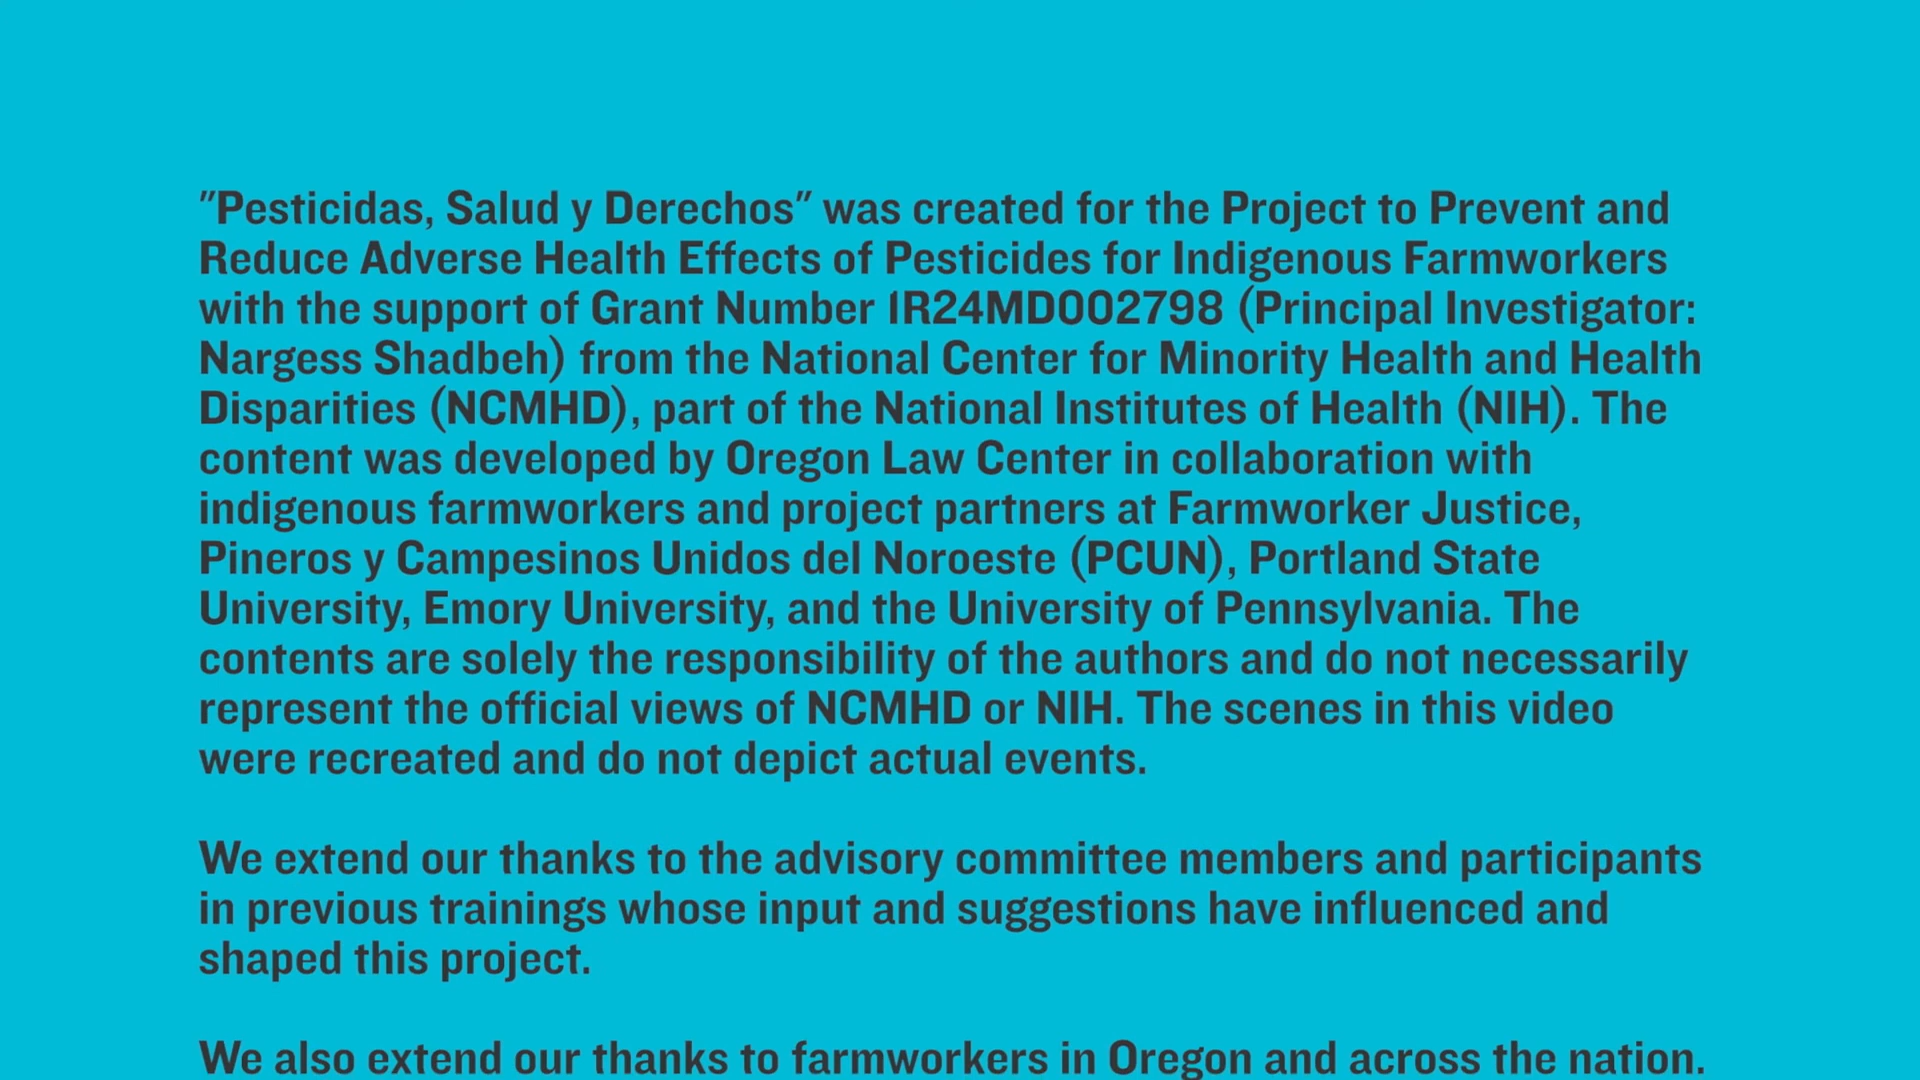 "Pesticidas, Salud y Derechos" was created for the Project to Prevent and
Reduce Adverse Health Effects of Pesticides for Indigenous Farmworkers
with the support of Grant Number 1R24MD002798 (Principal Investigator:
Nargess Shadbeh) from the National Center for Minority Health and Health
Disparities (NCMHD), part of the National Institutes of Health (NIH). The
content was developed by Oregon Law Center in collaboration with
indigenous farmworkers and project partners at Farmworker Justice,
Pineros y Campesinos Unidos del Noroeste (PCUN), Portland State
University, Emory University, and the University of Pennsylvania. The
contents are solely the responsibility of the authors and do not necessarily
represent the official views of NCMHD or NIH. The scenes in this video
were recreated and do not depict actual events.
We extend our thanks to the advisory committee members and participants
in previous trainings whose input and suggestions have influenced and
shaped this project.
We also extend our thanks to farmworkers in Oregon and across the nation.